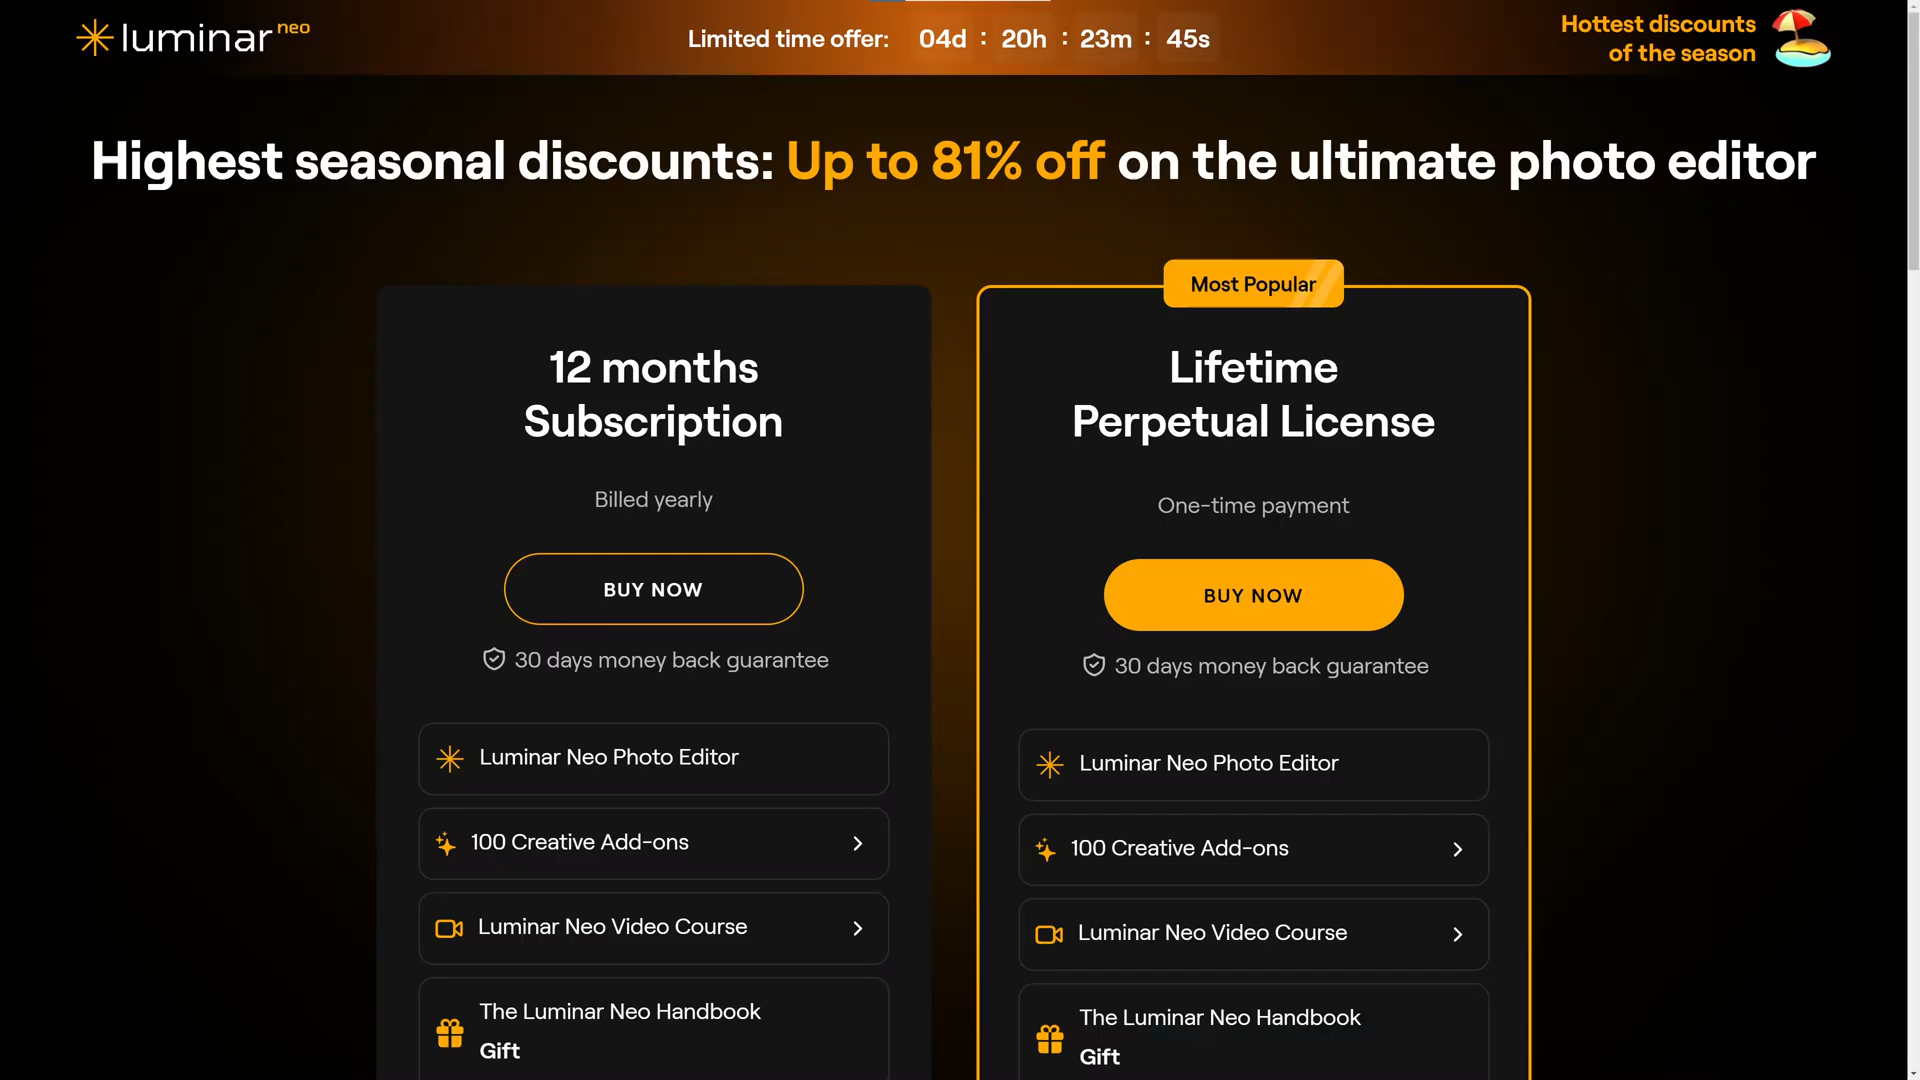 luminar neo
Limited time offer: 04d : 20h : 23m : 45s
Hottest discounts
of the season
Highest seasonal discounts: Up to 81% off on the ultimate photo editor
12 months
Subscription
Billed yearly
BUY NOW
30 days money back guarantee
Luminar Neo Photo Editor
100 Creative Add-ons
Luminar Neo Video Course
The Luminar Neo Handbook
Gift
Most Popular
Lifetime
Perpetual License
One-time payment
BUY NOW
30 days money back guarantee
Luminar Neo Photo Editor
100 Creative Add-ons
Luminar Neo Video Course
The Luminar Neo Handbook
Gift